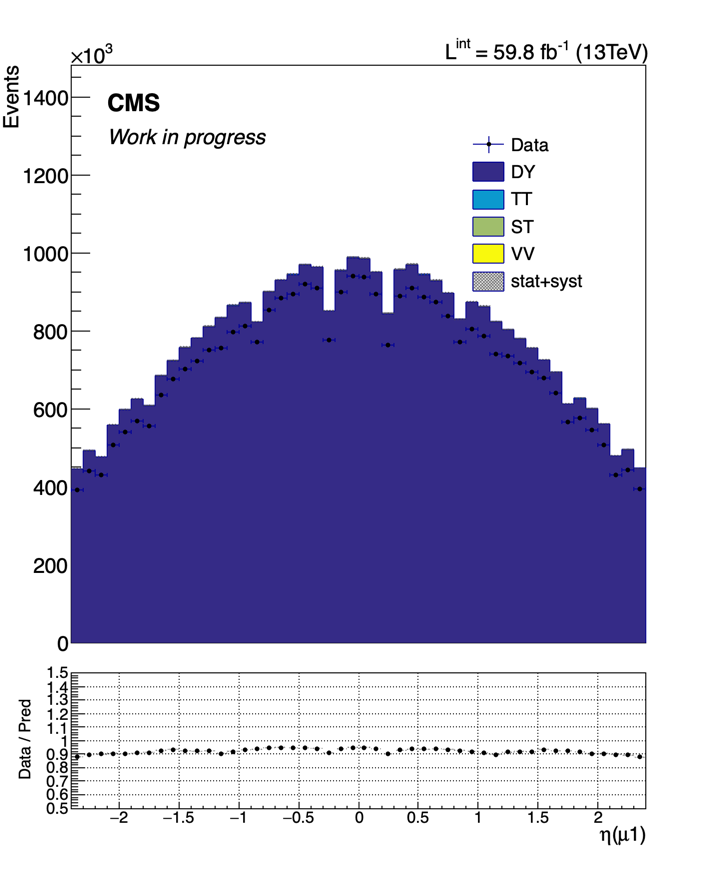 ×10³
L^int = 59.8 fb⁻¹ (13TeV)
Events
CMS
Work in progress
Data
DY
TT
ST
VV
stat+syst
1400
1200
1000
800
600
400
200
0
Data / Pred
1.5
1.4
1.3
1.2
1.1
1
0.9
0.8
0.7
0.6
0.5
−2
−1.5
−1
−0.5
0
0.5
1
1.5
2
η(μ1)